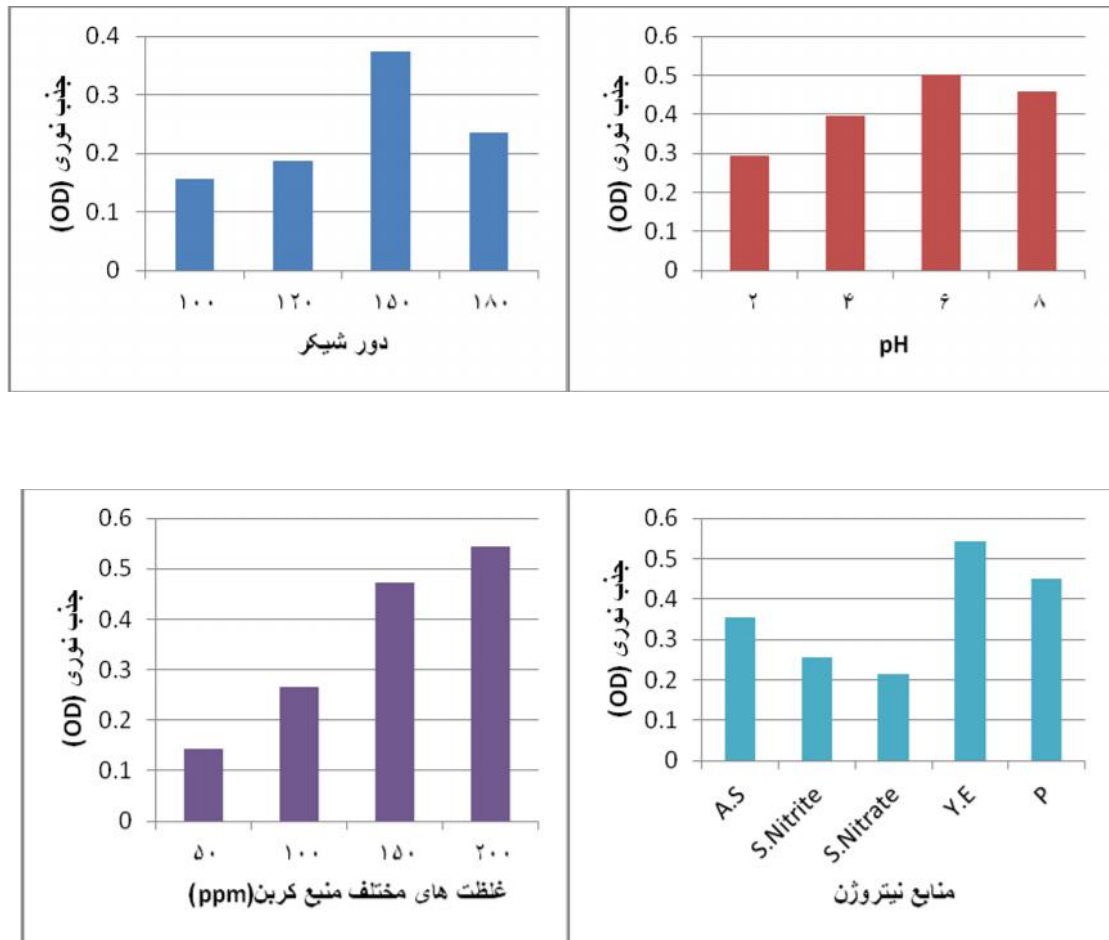 جذب نوری (OD)
0.4
0.3
0.2
0.1
0
۱۰۰ ۱۲۰ ۱۵۰ ۱۸۰
دور شیکر
جذب نوری (OD)
0.6
0.5
0.4
0.3
0.2
0.1
0
۲ ۴ ۶ ۸
pH
جذب نوری (OD)
0.6
0.5
0.4
0.3
0.2
0.1
0
۵۰ ۱۰۰ ۱۵۰ ۲۰۰
غلظت های مختلف منبع کربن(ppm)
جذب نوری (OD)
0.6
0.5
0.4
0.3
0.2
0.1
0
A.S S.Nitrite S.Nitrate Y.E P
منابع نیتروژن